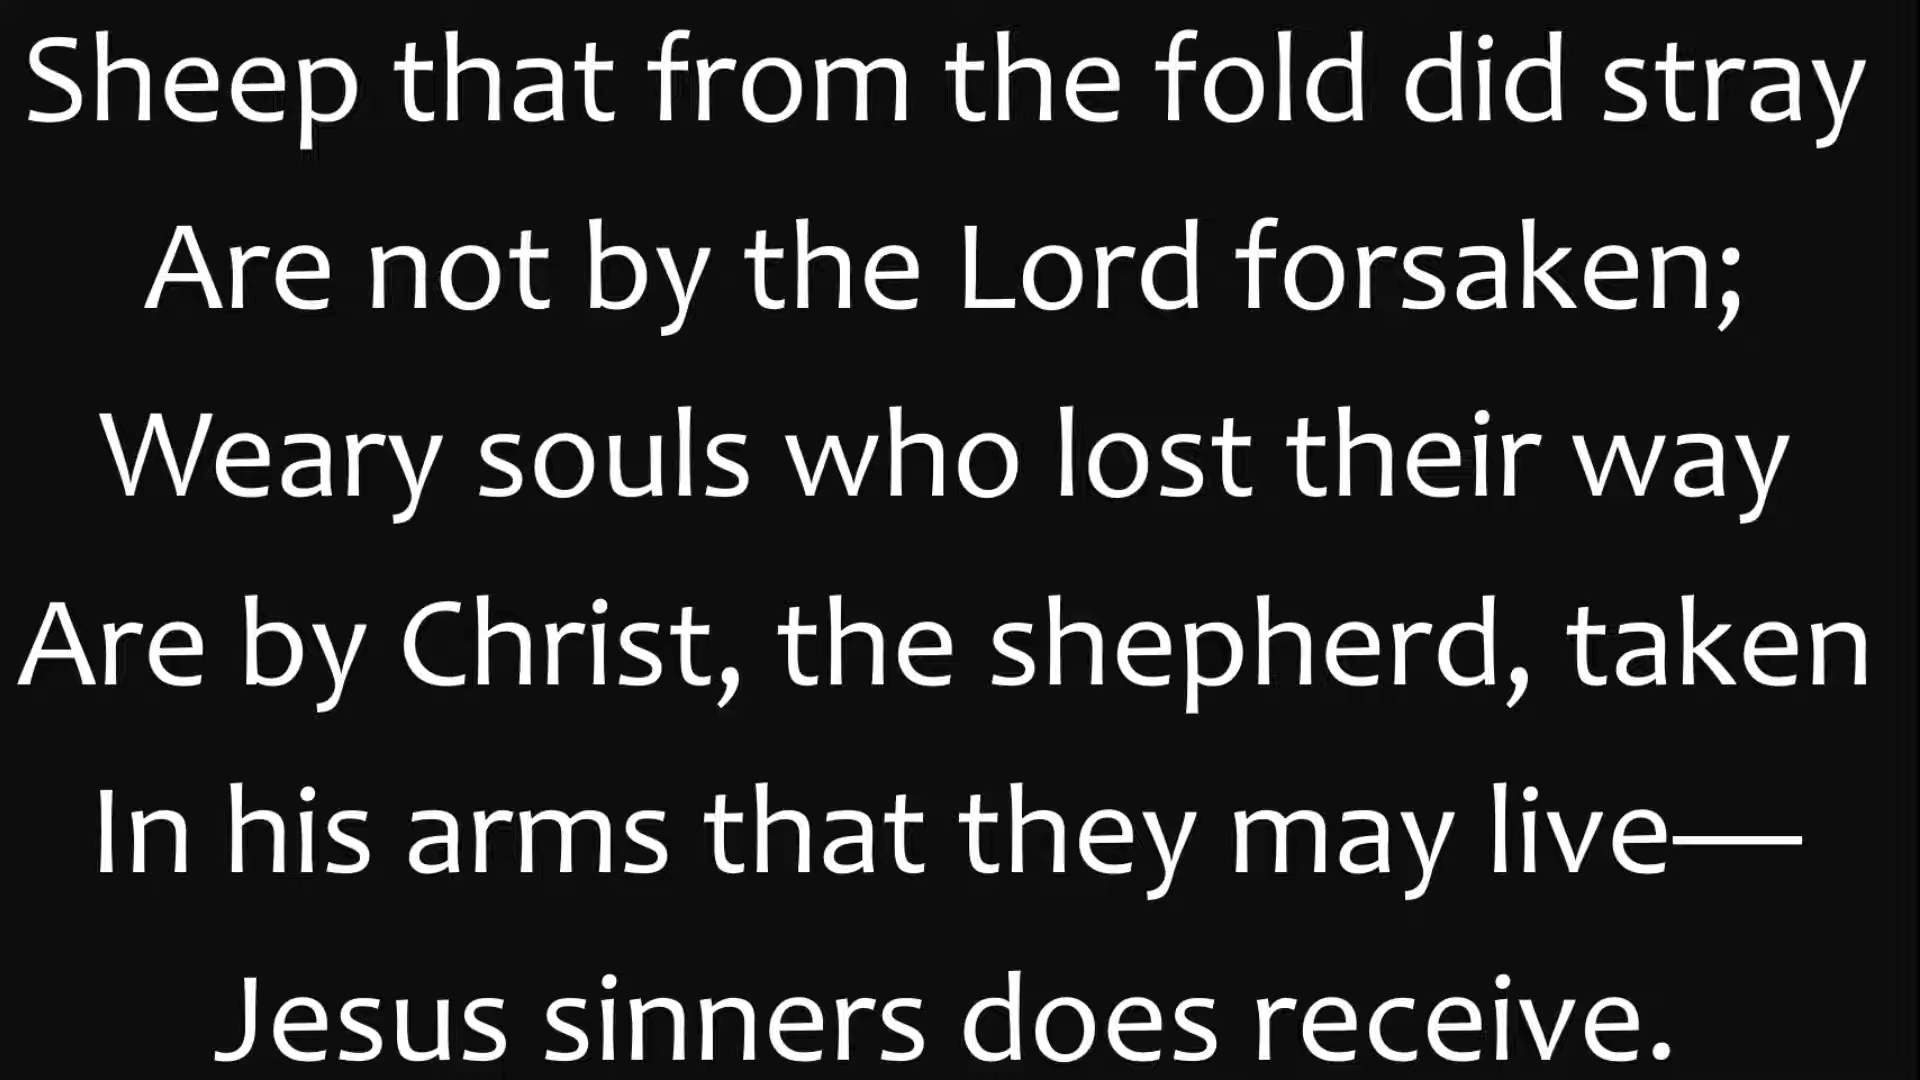 Sheep that from the fold did stray
Are not by the Lord forsaken;
Weary souls who lost their way
Are by Christ, the shepherd, taken
In his arms that they may live—
Jesus sinners does receive.